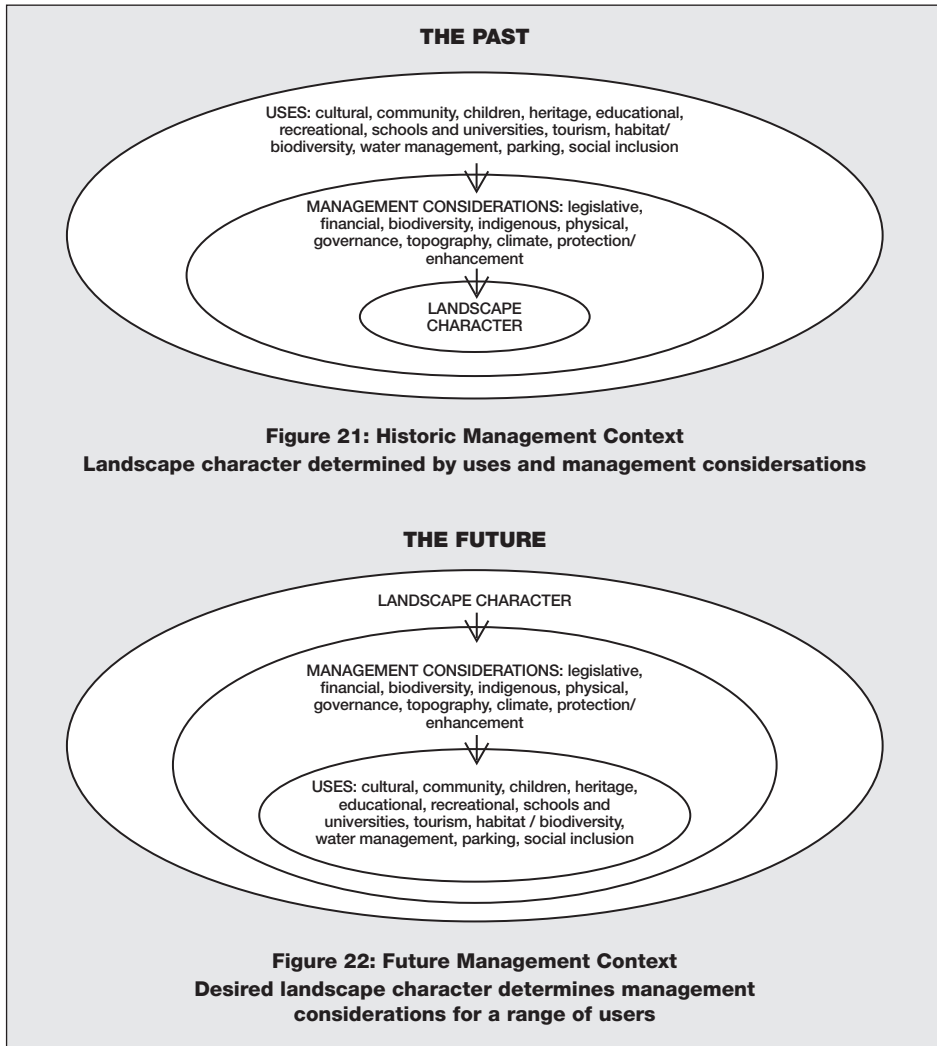 THE PAST
USES: cultural, community, children, heritage, educational,
recreational, schools and universities, tourism, habitat/
biodiversity, water management, parking, social inclusion
MANAGEMENT CONSIDERATIONS: legislative,
financial, biodiversity, indigenous, physical,
governance, topography, climate, protection/
enhancement
LANDSCAPE
CHARACTER
Figure 21: Historic Management Context
Landscape character determined by uses and management considersations
THE FUTURE
LANDSCAPE CHARACTER
MANAGEMENT CONSIDERATIONS: legislative,
financial, biodiversity, indigenous, physical,
governance, topography, climate, protection/
enhancement
USES: cultural, community, children, heritage,
educational, recreational, schools and
universities, tourism, habitat / biodiversity,
water management, parking, social inclusion
Figure 22: Future Management Context
Desired landscape character determines management
considerations for a range of users